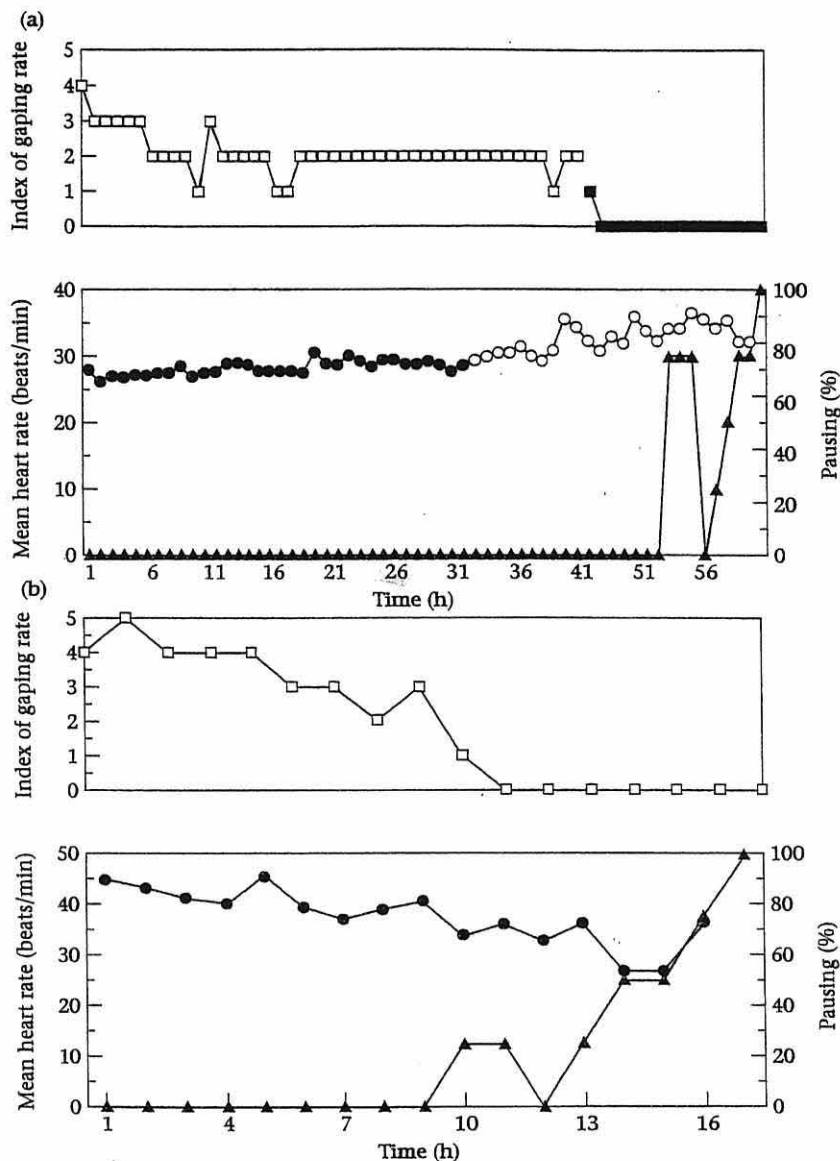 (a)
Index of gaping rate
5
4
3
2
1
0
Mean heart rate (beats/min)
40
30
20
10
0
100
80
60
40
20
0
Pausing (%)
1 6 11 16 21 26 31 36 41 46 51 56
Time (h)
(b)
Index of gaping rate
5
4
3
2
1
0
Mean heart rate (beats/min)
50
40
30
20
10
0
100
80
60
40
20
0
Pausing (%)
1 4 7 10 13 16
Time (h)